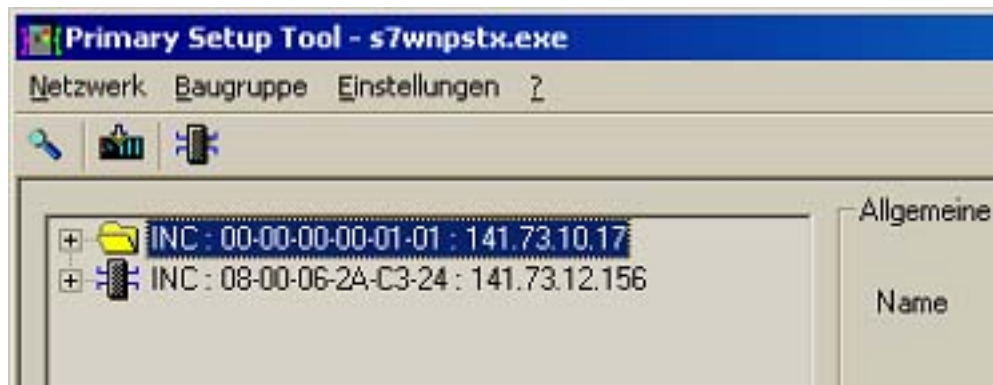 Primary Setup Tool - s7wnpstx.exe
Netzwerk Baugruppe Einstellungen ?
INC : 00-00-00-00-01-01 : 141.73.10.17
INC : 08-00-06-2A-C3-24 : 141.73.12.156
Allgemeine
Name